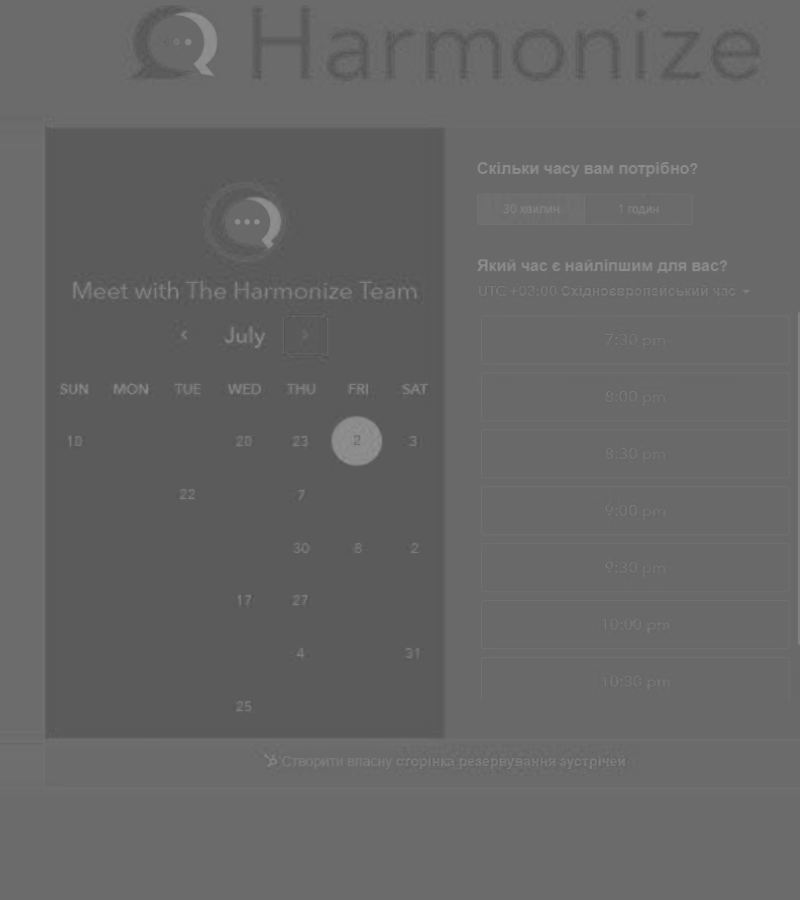 Harmonize
Meet with The Harmonize Team
July
SUN MON TUE WED THU FRI SAT
18 20 23 2 3
22 7
30 8 2
17 27
4 31
25
Скільки часу вам потрібно?
30 хвилин 1 годин
Який час є найліпшим для вас?
UTC +03:00 Східноєвропейський час
7:30 pm
8:00 pm
8:30 pm
9:00 pm
9:30 pm
10:00 pm
10:30 pm
Створити власну сторінка резервування зустрічей